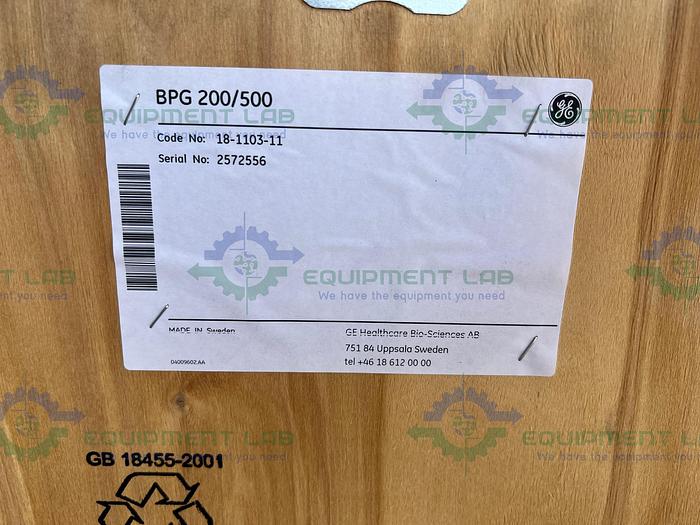 BPG 200/500
GE
Code No: 18-1103-11
Serial No: 2572556
MADE IN Sweden
GE Healthcare Bio-Sciences AB
751 84 Uppsala Sweden
tel +46 18 612 00 00
04009602.AA
GB 18455-2001
EQUIPMENT LAB
We have the equipment you need